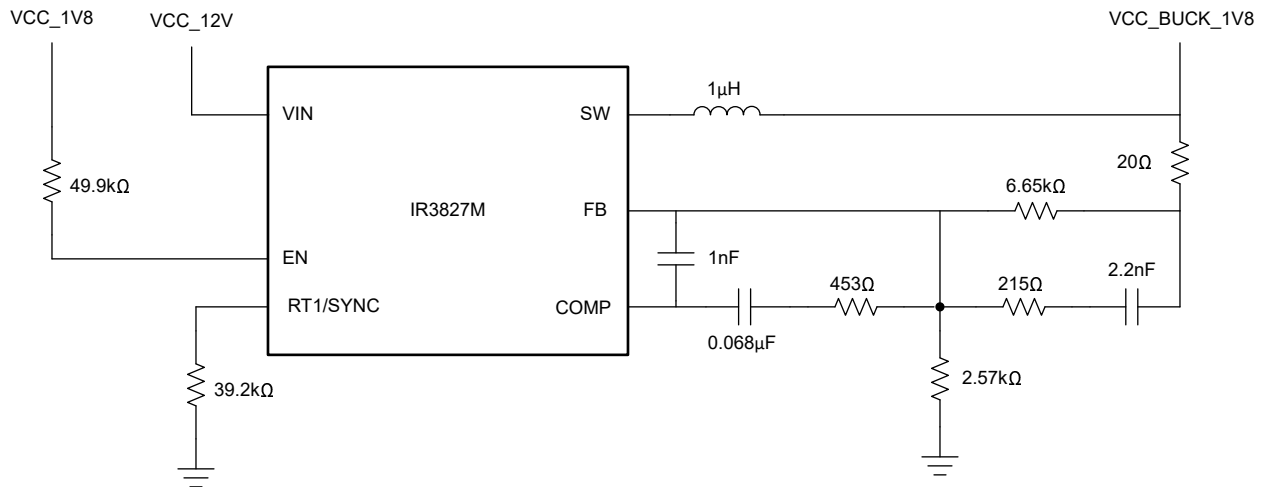 VCC_1V8
VCC_12V
VCC_BUCK_1V8
1µH
VIN
SW
20Ω
49.9kΩ
6.65kΩ
IR3827M
FB
EN
1nF
2.2nF
453Ω
215Ω
RT1/SYNC
COMP
0.068µF
39.2kΩ
2.57kΩ